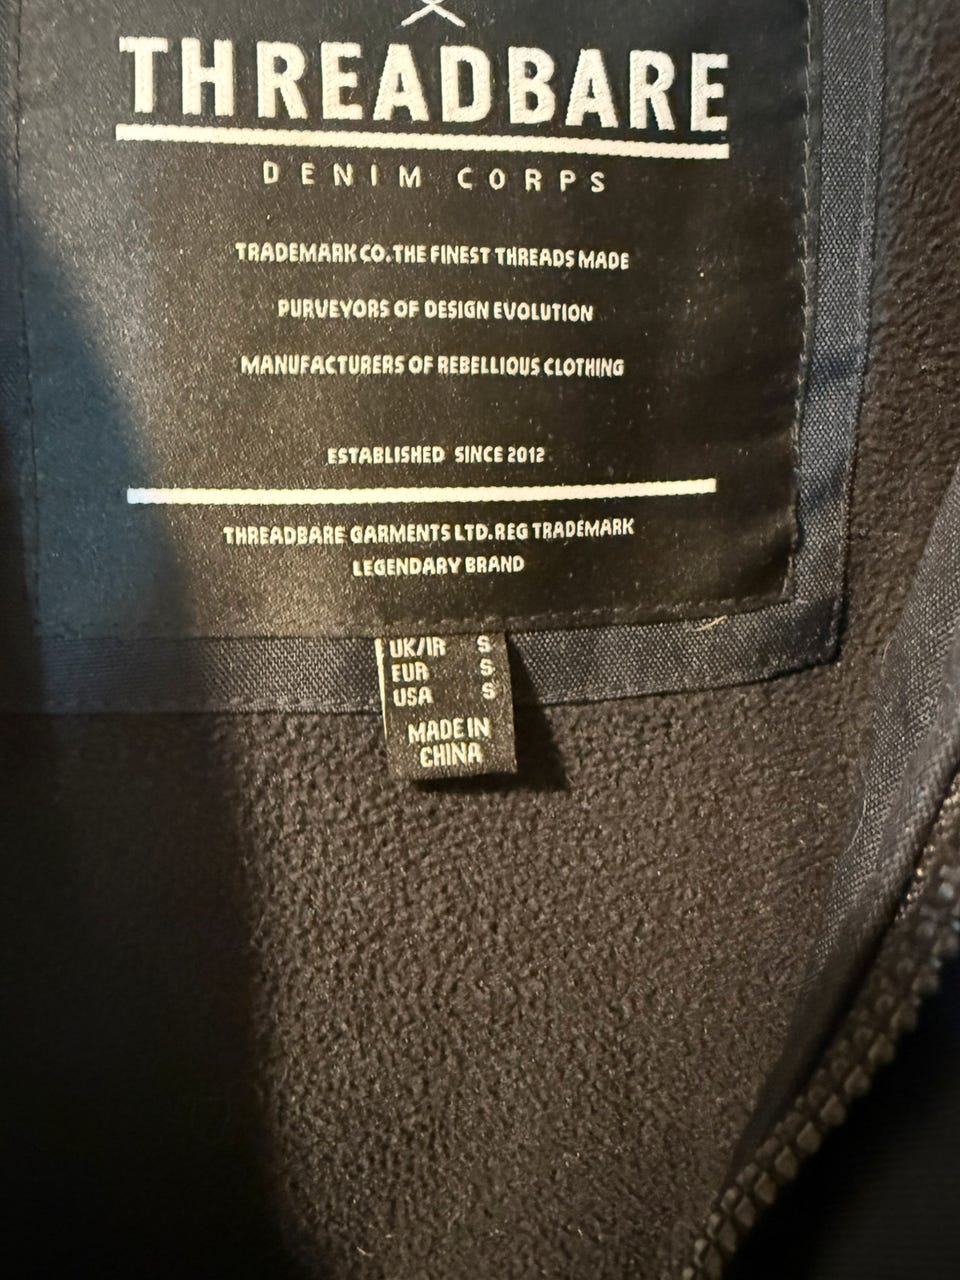 THREADBARE
DENIM CORPS
TRADEMARK CO. THE FINEST THREADS MADE
PURVEYORS OF DESIGN EVOLUTION
MANUFACTURERS OF REBELLIOUS CLOTHING
ESTABLISHED SINCE 2012
THREADBARE GARMENTS LTD. REG TRADEMARK
LEGENDARY BRAND
UK/IR S
EUR S
USA S
MADE IN
CHINA